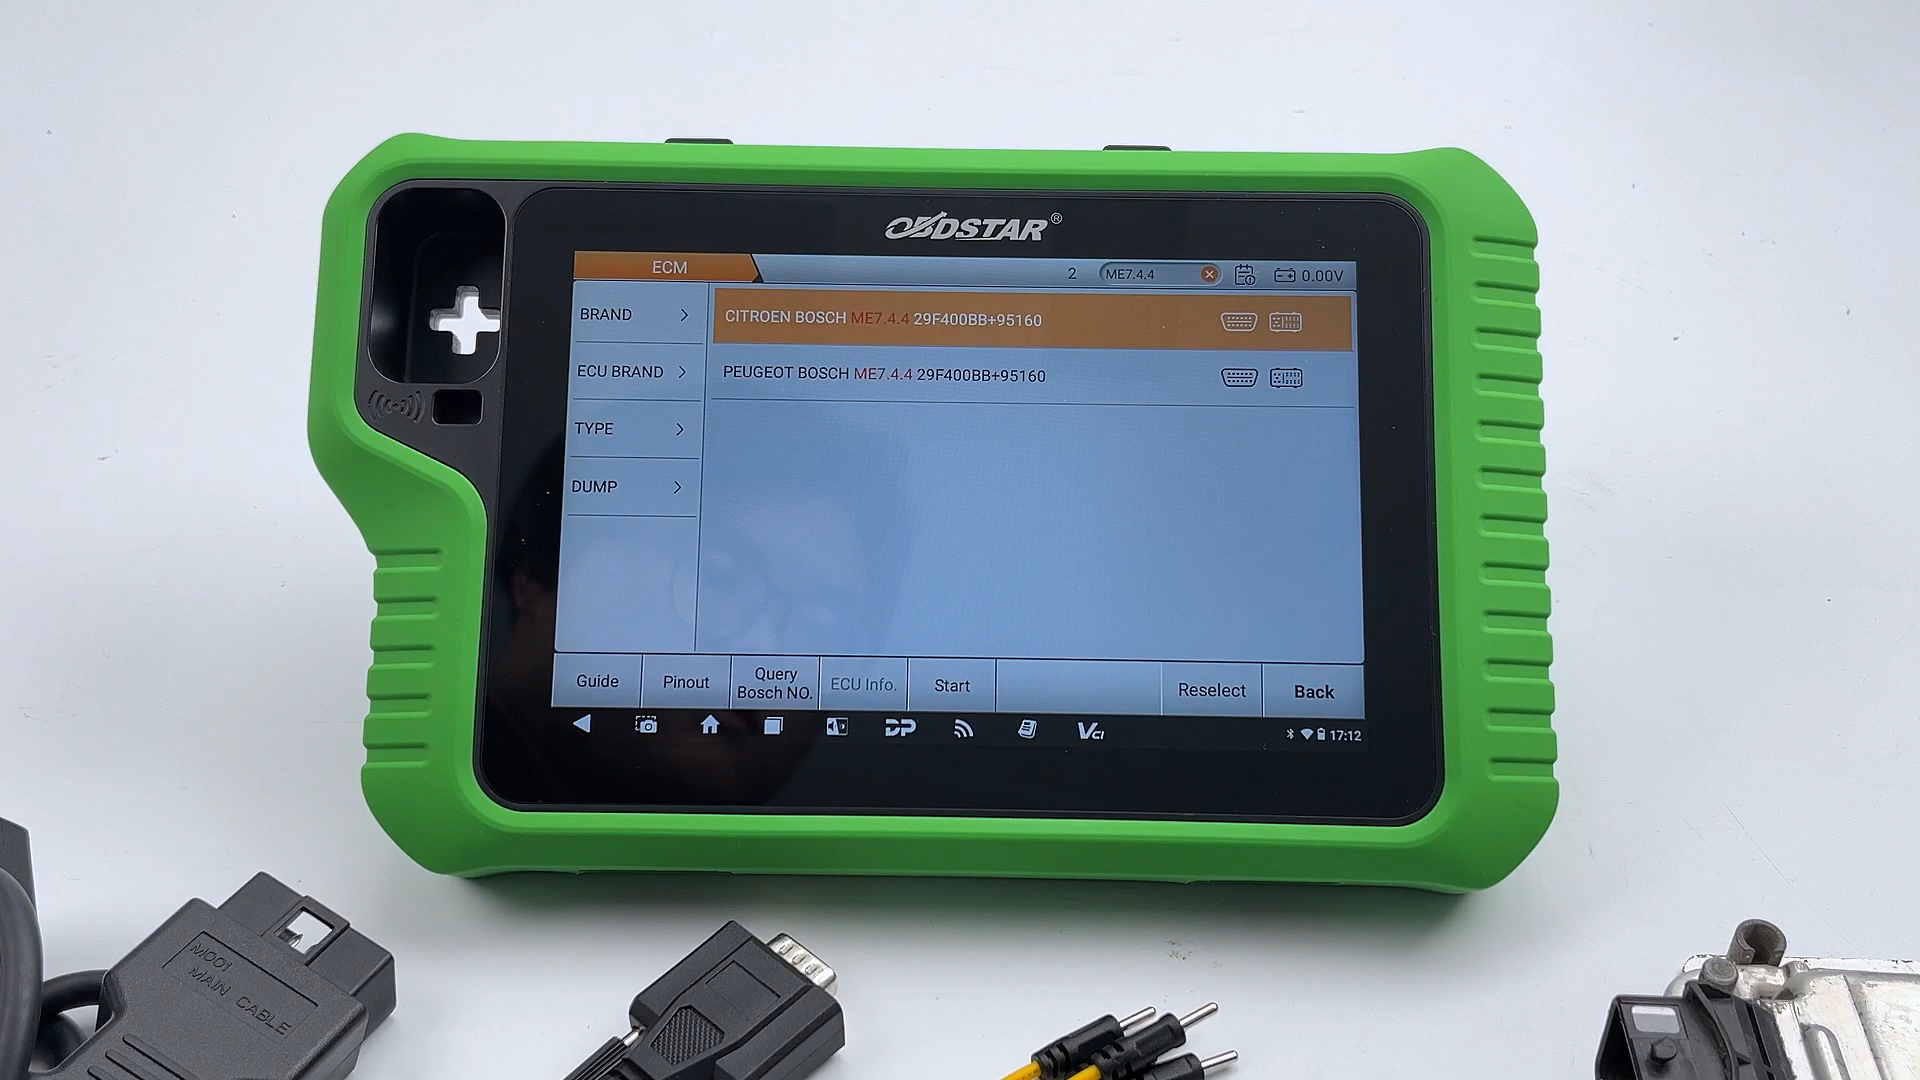 OBDSTAR®
ECM
2
ME7.4.4
0.00V
BRAND
CITROEN BOSCH ME7.4.4 29F400BB+95160
ECU BRAND
PEUGEOT BOSCH ME7.4.4 29F400BB+95160
TYPE
DUMP
Guide
Pinout
Query
Bosch NO.
ECU Info.
Start
Reselect
Back
DP
VCI
17:12
M001
MAIN CABLE